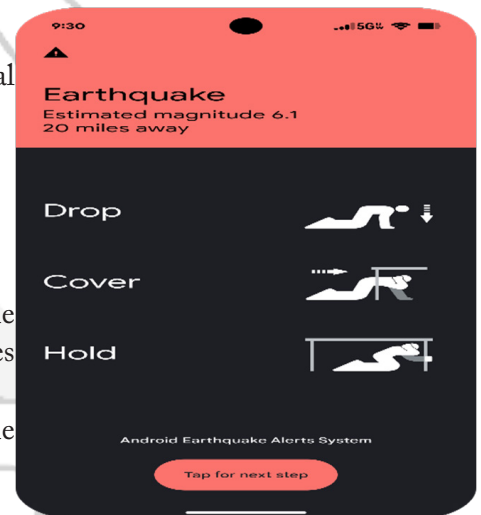 9:30
5G
Earthquake
Estimated magnitude 6.1
20 miles away
Drop
Cover
Hold
Android Earthquake Alerts System
Tap for next step